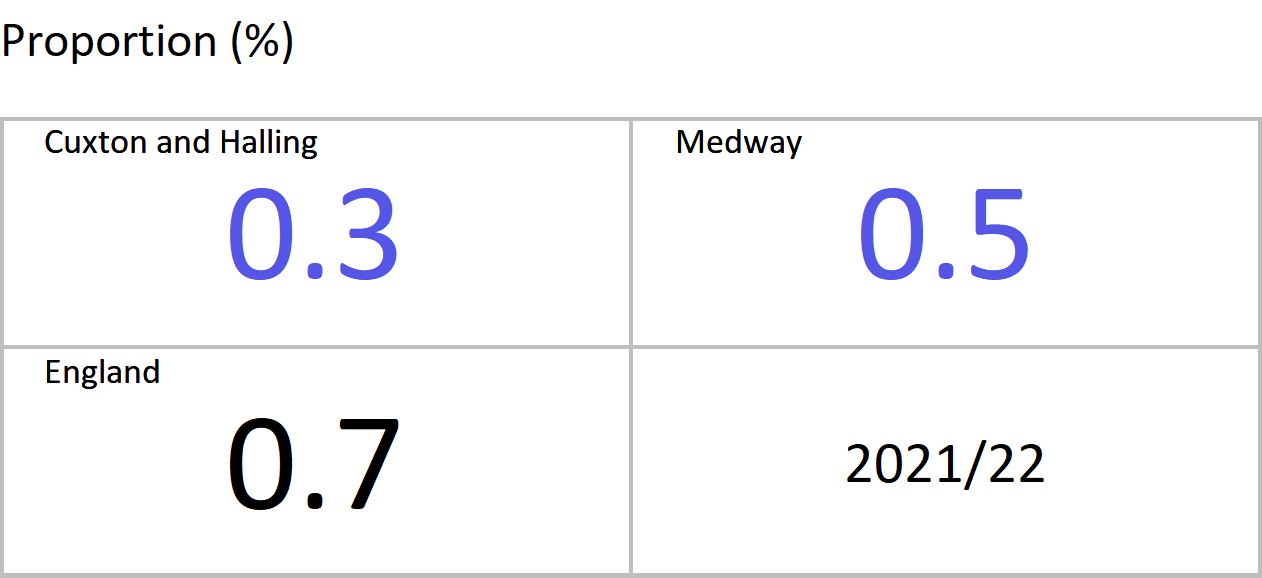 Proportion (%)
Cuxton and Halling
0.3
Medway
0.5
England
0.7
2021/22